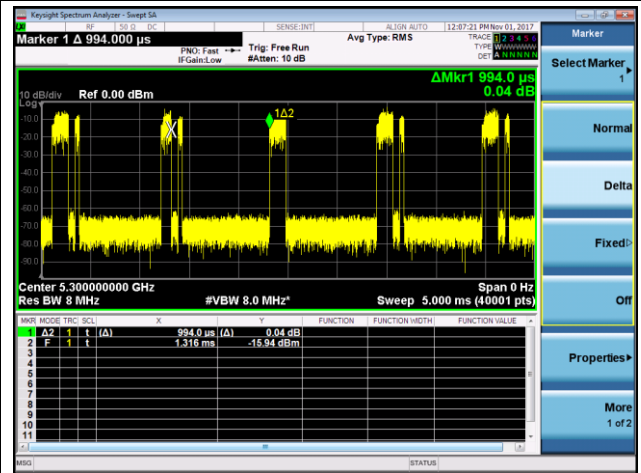 Keysight Spectrum Analyzer - Swept SA
RF 50 Ω DC SENSE:INT ALIGN AUTO 12:07:21 PM Nov 01, 2017
Marker 1 Δ 994.000 µs
PNO: Fast
IFGain:Low
Trig: Free Run
#Atten: 10 dB
Avg Type: RMS
TRACE 1 2 3 4 5 6
TYPE WWWWWW
DET A NNNNN
ΔMkr1 994.0 µs
0.04 dB
10 dB/div Ref 0.00 dBm
Log
-10.0
-20.0
-30.0
-40.0
-50.0
-60.0
-70.0
-80.0
-90.0
X
1Δ2
Center 5.300000000 GHz Span 0 Hz
Res BW 8 MHz #VBW 8.0 MHz* Sweep 5.000 ms (40001 pts)
MKR MODE TRC SCL X Y FUNCTION FUNCTION WIDTH FUNCTION VALUE
1 Δ2 1 t (Δ) 994.0 µs (Δ) 0.04 dB
2 F 1 t 1.316 ms -15.94 dBm
3
4
5
6
7
8
9
10
11
MSG STATUS
Marker
Select Marker
1
Normal
Delta
Fixed
Off
Properties
More
1 of 2